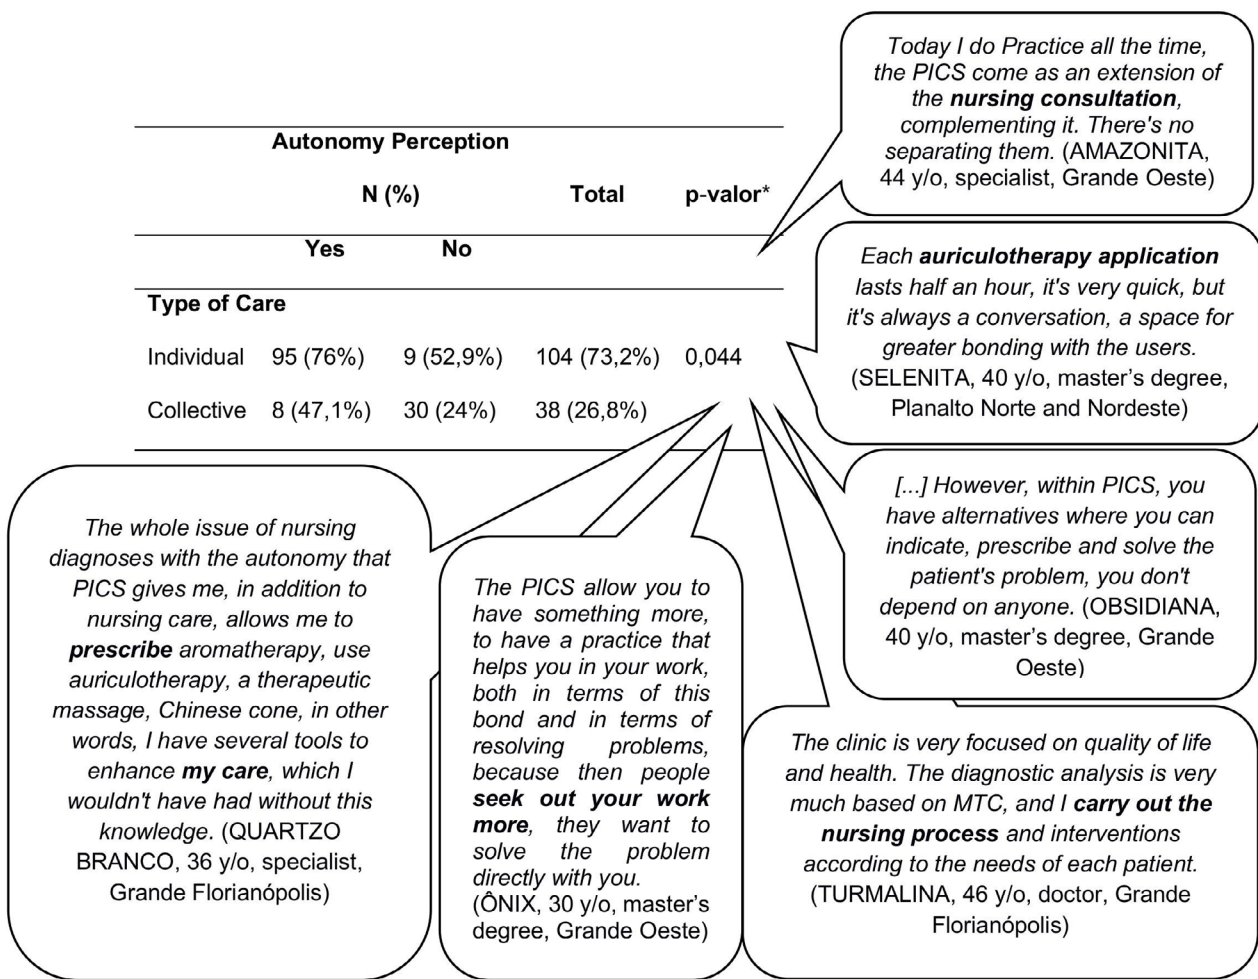 Autonomy Perception
N (%) Total p-valor*
Yes No
Type of Care
Individual 95 (76%) 9 (52,9%) 104 (73,2%) 0,044
Collective 8 (47,1%) 30 (24%) 38 (26,8%)
Today I do Practice all the time,
the PICS come as an extension of
the nursing consultation,
complementing it. There's no
separating them. (AMAZONITA,
44 y/o, specialist, Grande Oeste)
Each auriculotherapy application
lasts half an hour, it's very quick, but
it's always a conversation, a space for
greater bonding with the users.
(SELENITA, 40 y/o, master's degree,
Planalto Norte and Nordeste)
[...] However, within PICS, you
have alternatives where you can
indicate, prescribe and solve the
patient's problem, you don't
depend on anyone. (OBSIDIANA,
40 y/o, master's degree, Grande
Oeste)
The whole issue of nursing
diagnoses with the autonomy that
PICS gives me, in addition to
nursing care, allows me to
prescribe aromatherapy, use
auriculotherapy, a therapeutic
massage, Chinese cone, in other
words, I have several tools to
enhance my care, which I
wouldn't have had without this
knowledge. (QUARTZO
BRANCO, 36 y/o, specialist,
Grande Florianópolis)
The PICS allow you to
have something more,
to have a practice that
helps you in your work,
both in terms of this
bond and in terms of
resolving problems,
because then people
seek out your work
more, they want to
solve the problem
directly with you.
(ÔNIX, 30 y/o, master's
degree, Grande Oeste)
The clinic is very focused on quality of life
and health. The diagnostic analysis is very
much based on MTC, and I carry out the
nursing process and interventions
according to the needs of each patient.
(TURMALINA, 46 y/o, doctor, Grande
Florianópolis)